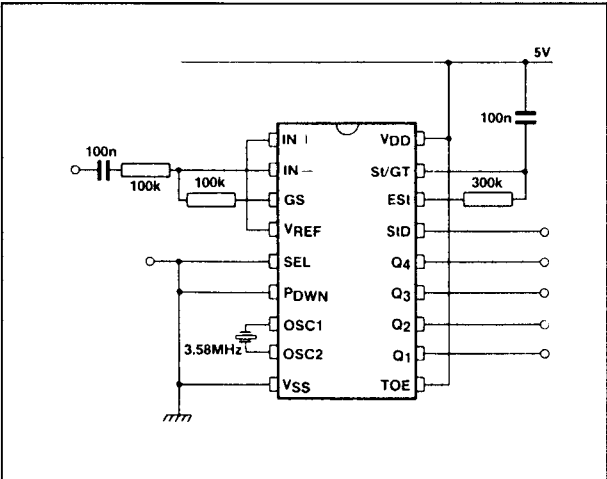 5V
100n
100n
100k
100k
300k
3.58MHz
IN +
IN –
GS
VREF
SEL
PDWN
OSC1
OSC2
VSS
VDD
St/GT
ESt
StD
Q4
Q3
Q2
Q1
TOE